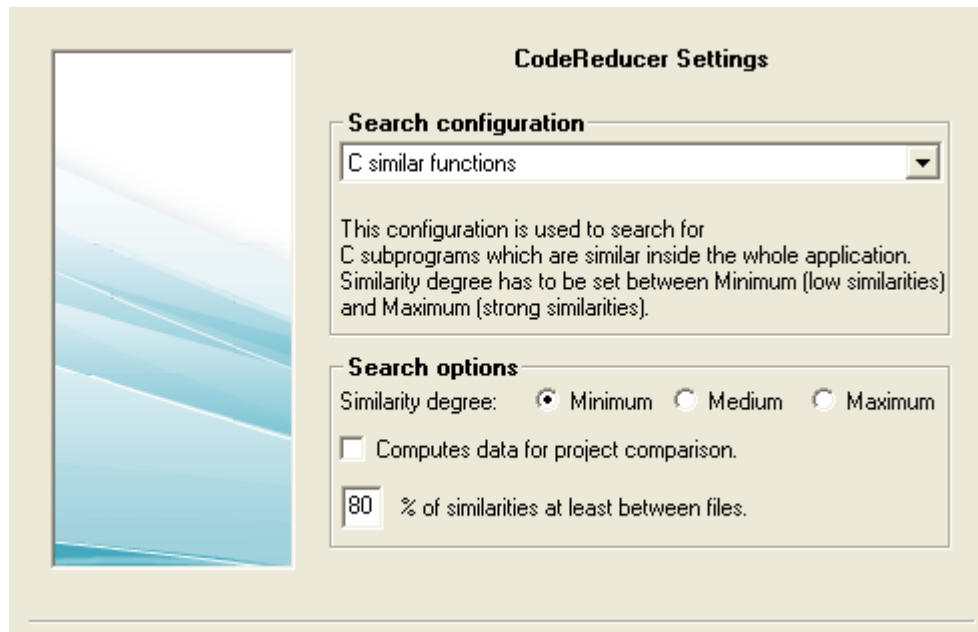 CodeReducer Settings
Search configuration
C similar functions
This configuration is used to search for
C subprograms which are similar inside the whole application.
Similarity degree has to be set between Minimum (low similarities)
and Maximum (strong similarities).
Search options
Similarity degree: Minimum Medium Maximum
Computes data for project comparison.
80 % of similarities at least between files.